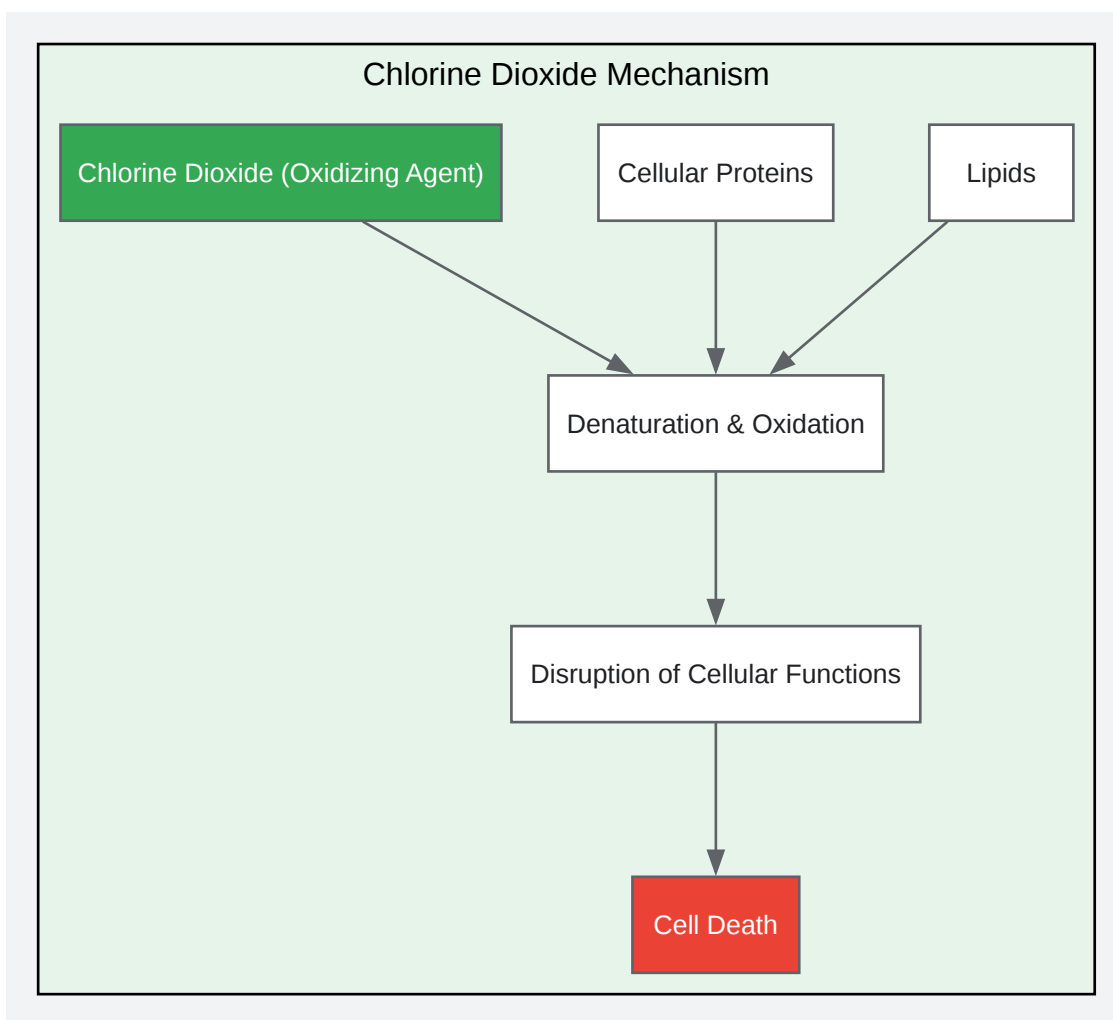 Chlorine Dioxide Mechanism
Chlorine Dioxide (Oxidizing Agent)
Cellular Proteins
Lipids
Denaturation & Oxidation
Disruption of Cellular Functions
Cell Death